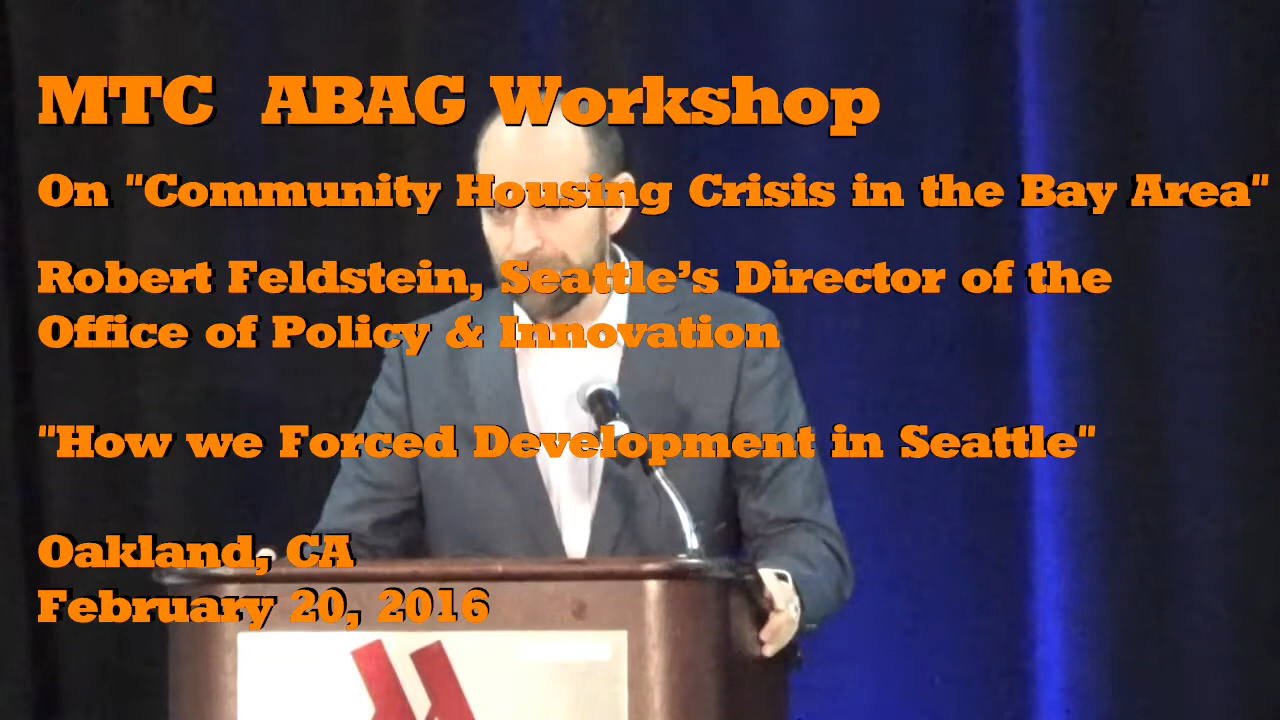 MTC ABAG Workshop
On "Community Housing Crisis in the Bay Area"
Robert Feldstein, Seattle’s Director of the
Office of Policy & Innovation
"How we Forced Development in Seattle"
Oakland, CA
February 20, 2016